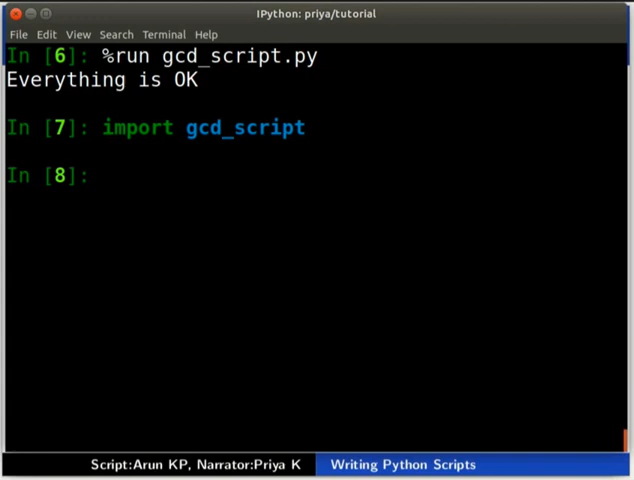 IPython: priya/tutorial
File Edit View Search Terminal Help
In [6]: %run gcd_script.py
Everything is OK
In [7]: import gcd_script
In [8]:
Script:Arun KP, Narrator:Priya K Writing Python Scripts